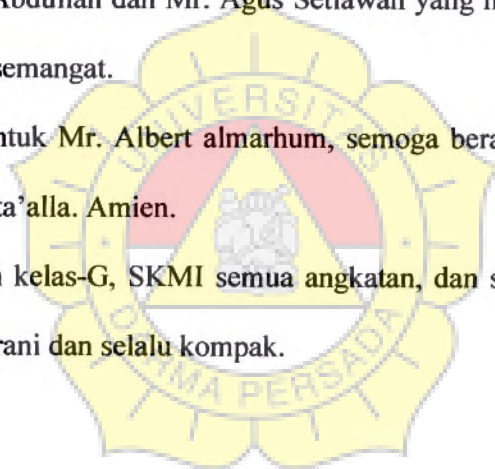 Abdullah dan Mr. Agus Setiawan yang
semangat.
ntuk Mr. Albert almarhum, semoga bera
ta'alla. Amien.
kelas-G, SKMI semua angkatan, dan s
rani dan selalu kompak.
UNIVERSITAS
DARMA PERSADA